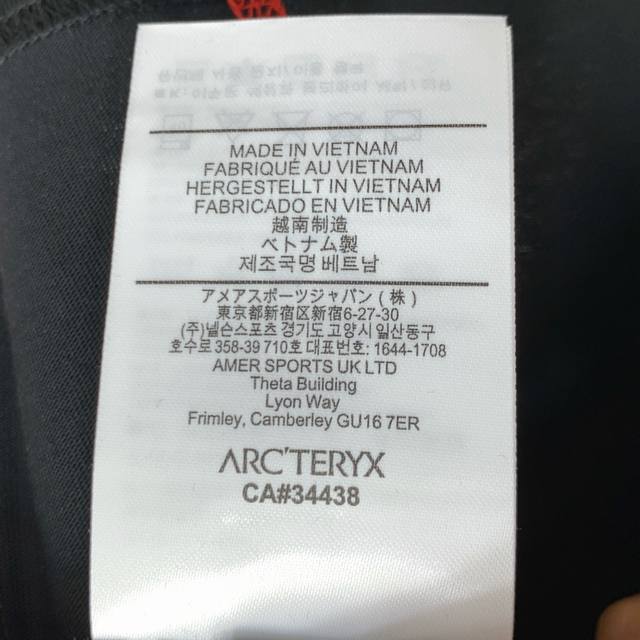 MADE IN VIETNAM
FABRIQUÉ AU VIETNAM
HERGESTELLT IN VIETNAM
FABRICADO EN VIETNAM
越南制造
ベトナム製
제조국명 베트남
アメアスポーツジャパン (株)
東京都新宿区新宿6-27-30
(주)넬슨스포츠 경기도 고양시 일산동구
호수로 358-39 710호 대표번호: 1644-1708
AMER SPORTS UK LTD
Theta Building
Lyon Way
Frimley, Camberley GU16 7ER
ARC'TERYX
CA#34438